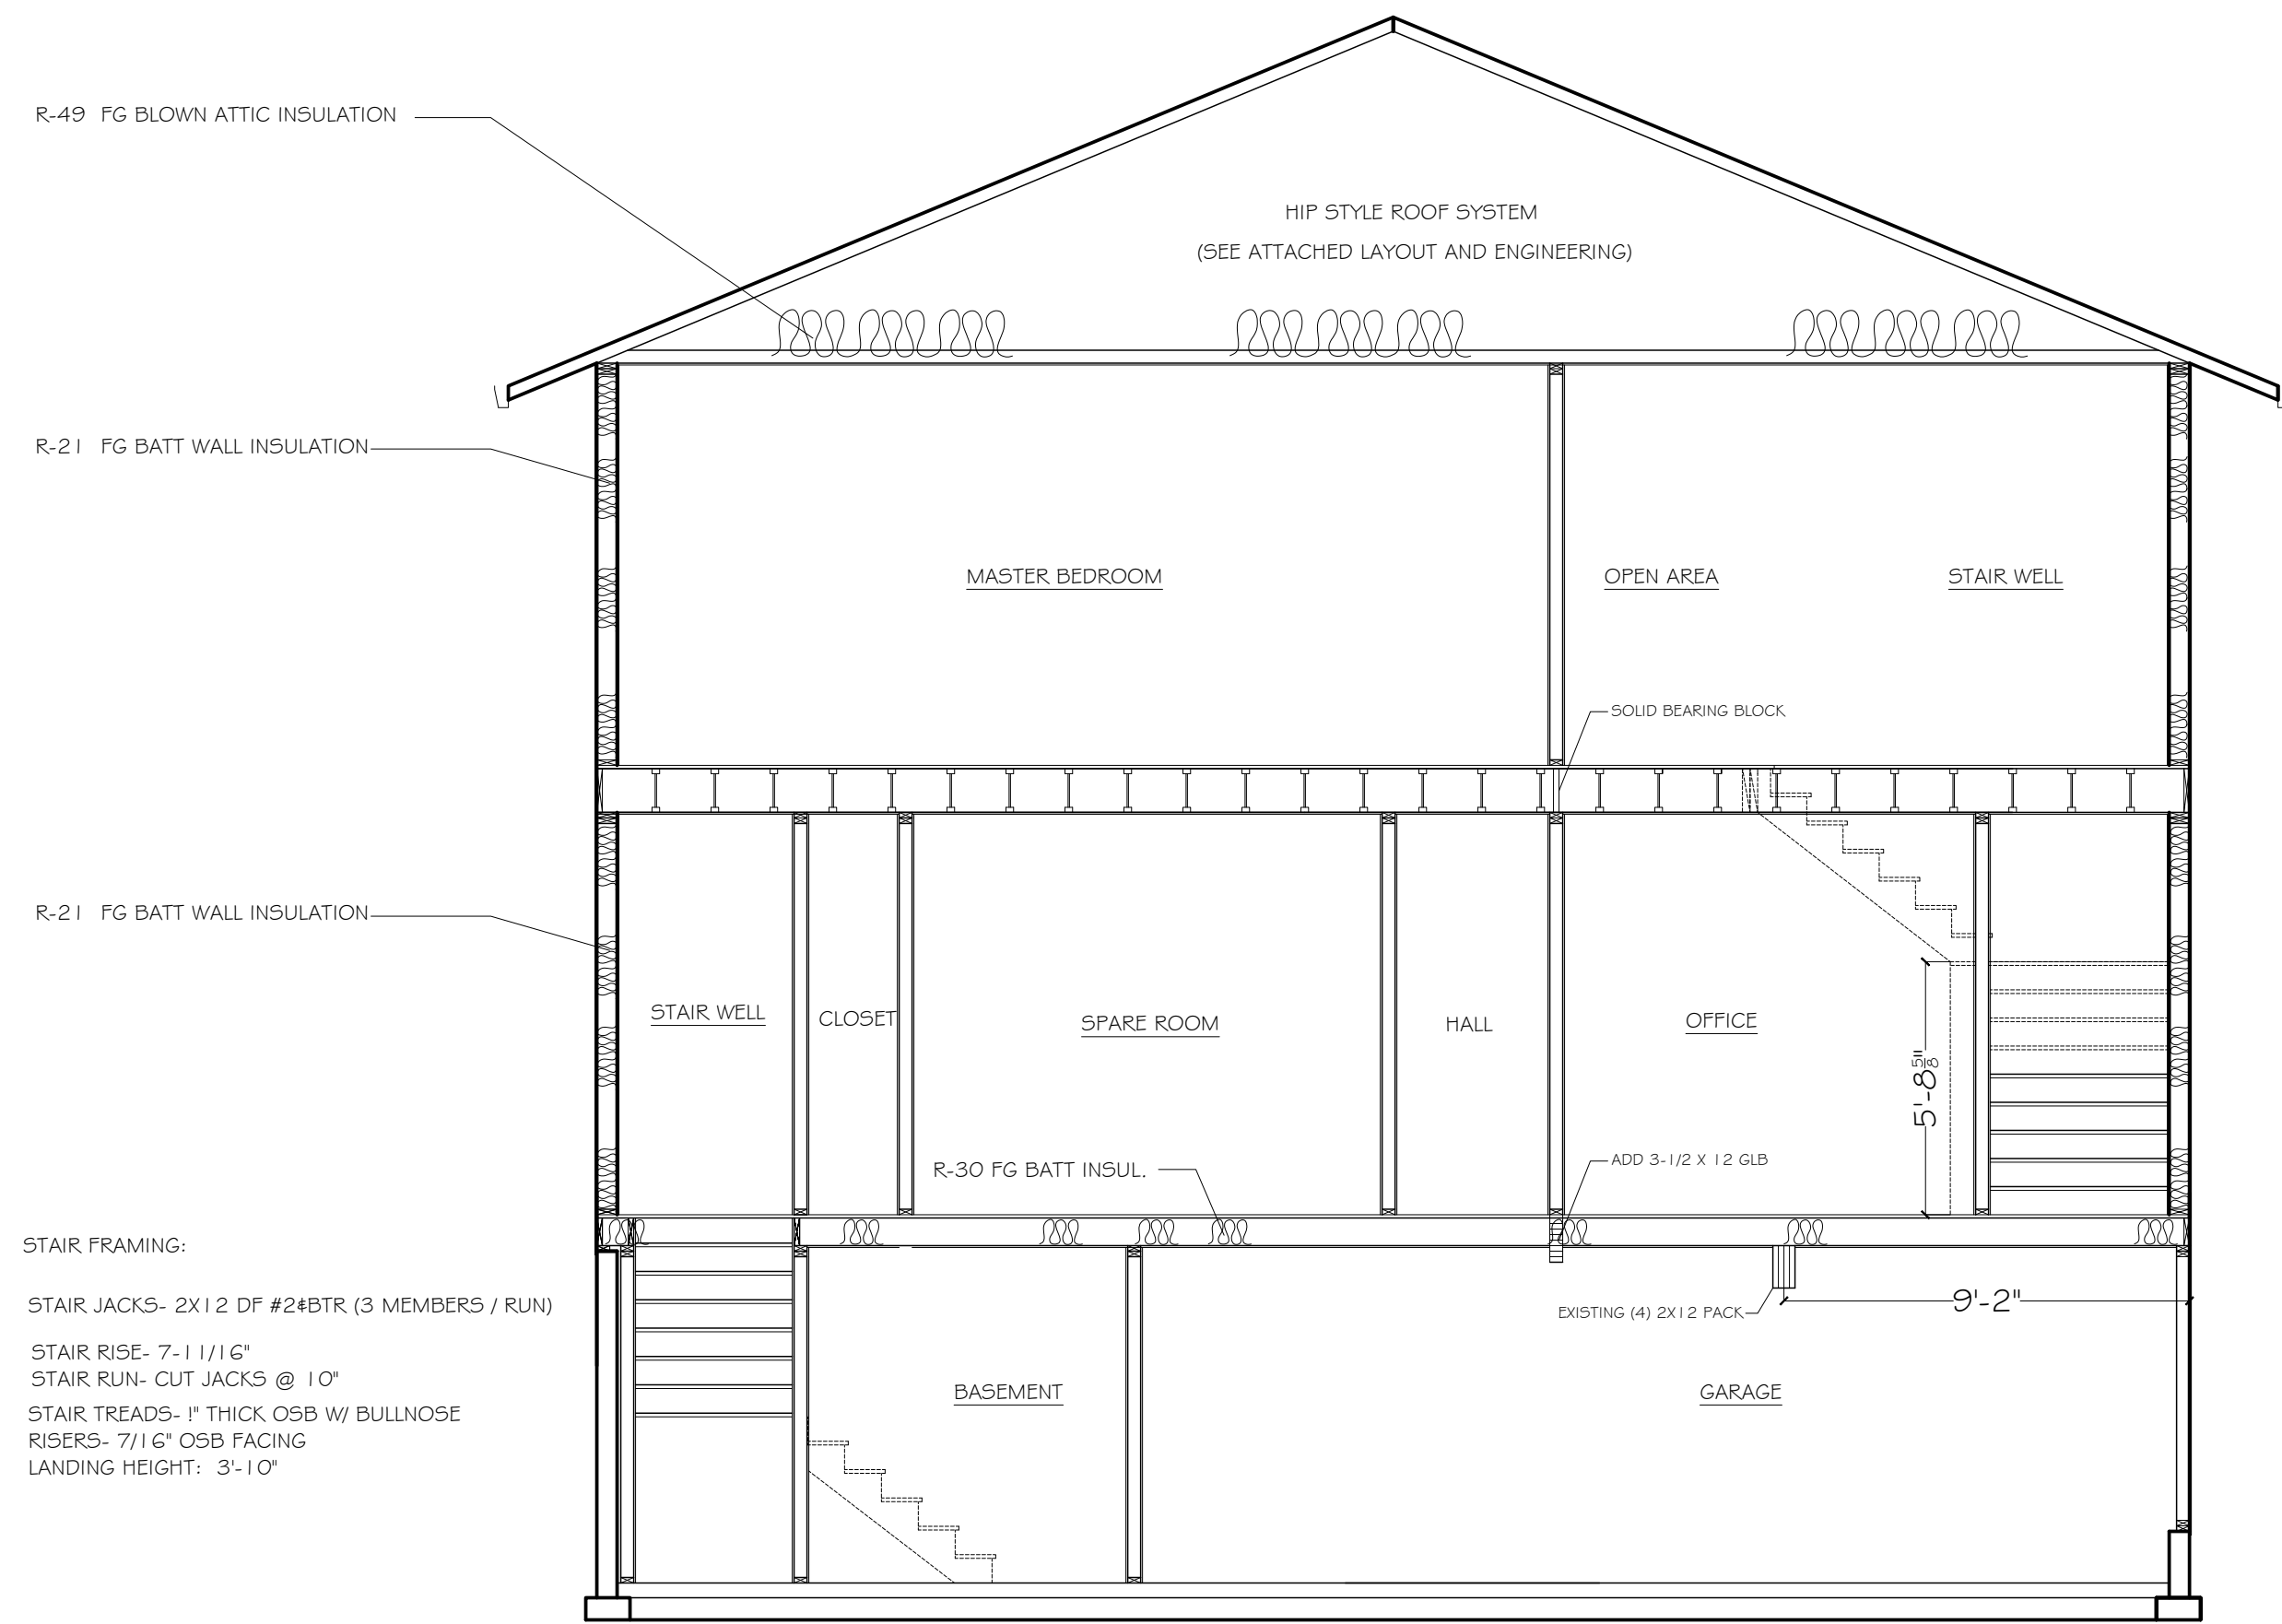 R-49 FG BLOWN ATTIC INSULATION
HIP STYLE ROOF SYSTEM
(SEE ATTACHED LAYOUT AND ENGINEERING)
R-21 FG BATT WALL INSULATION
MASTER BEDROOM
OPEN AREA
STAIR WELL
SOLID BEARING BLOCK
R-21 FG BATT WALL INSULATION
STAIR WELL
CLOSET
SPARE ROOM
HALL
OFFICE
5'-8 5/8"
R-30 FG BATT INSUL.
ADD 3-1/2 X 12 GLB
STAIR FRAMING:
STAIR JACKS- 2X12 DF #2&BTR (3 MEMBERS / RUN)
EXISTING (4) 2X12 PACK
9'-2"
STAIR RISE- 7-11/16"
STAIR RUN- CUT JACKS @ 10"
STAIR TREADS- !" THICK OSB W/ BULLNOSE
RISERS- 7/16" OSB FACING
LANDING HEIGHT: 3'-10"
BASEMENT
GARAGE